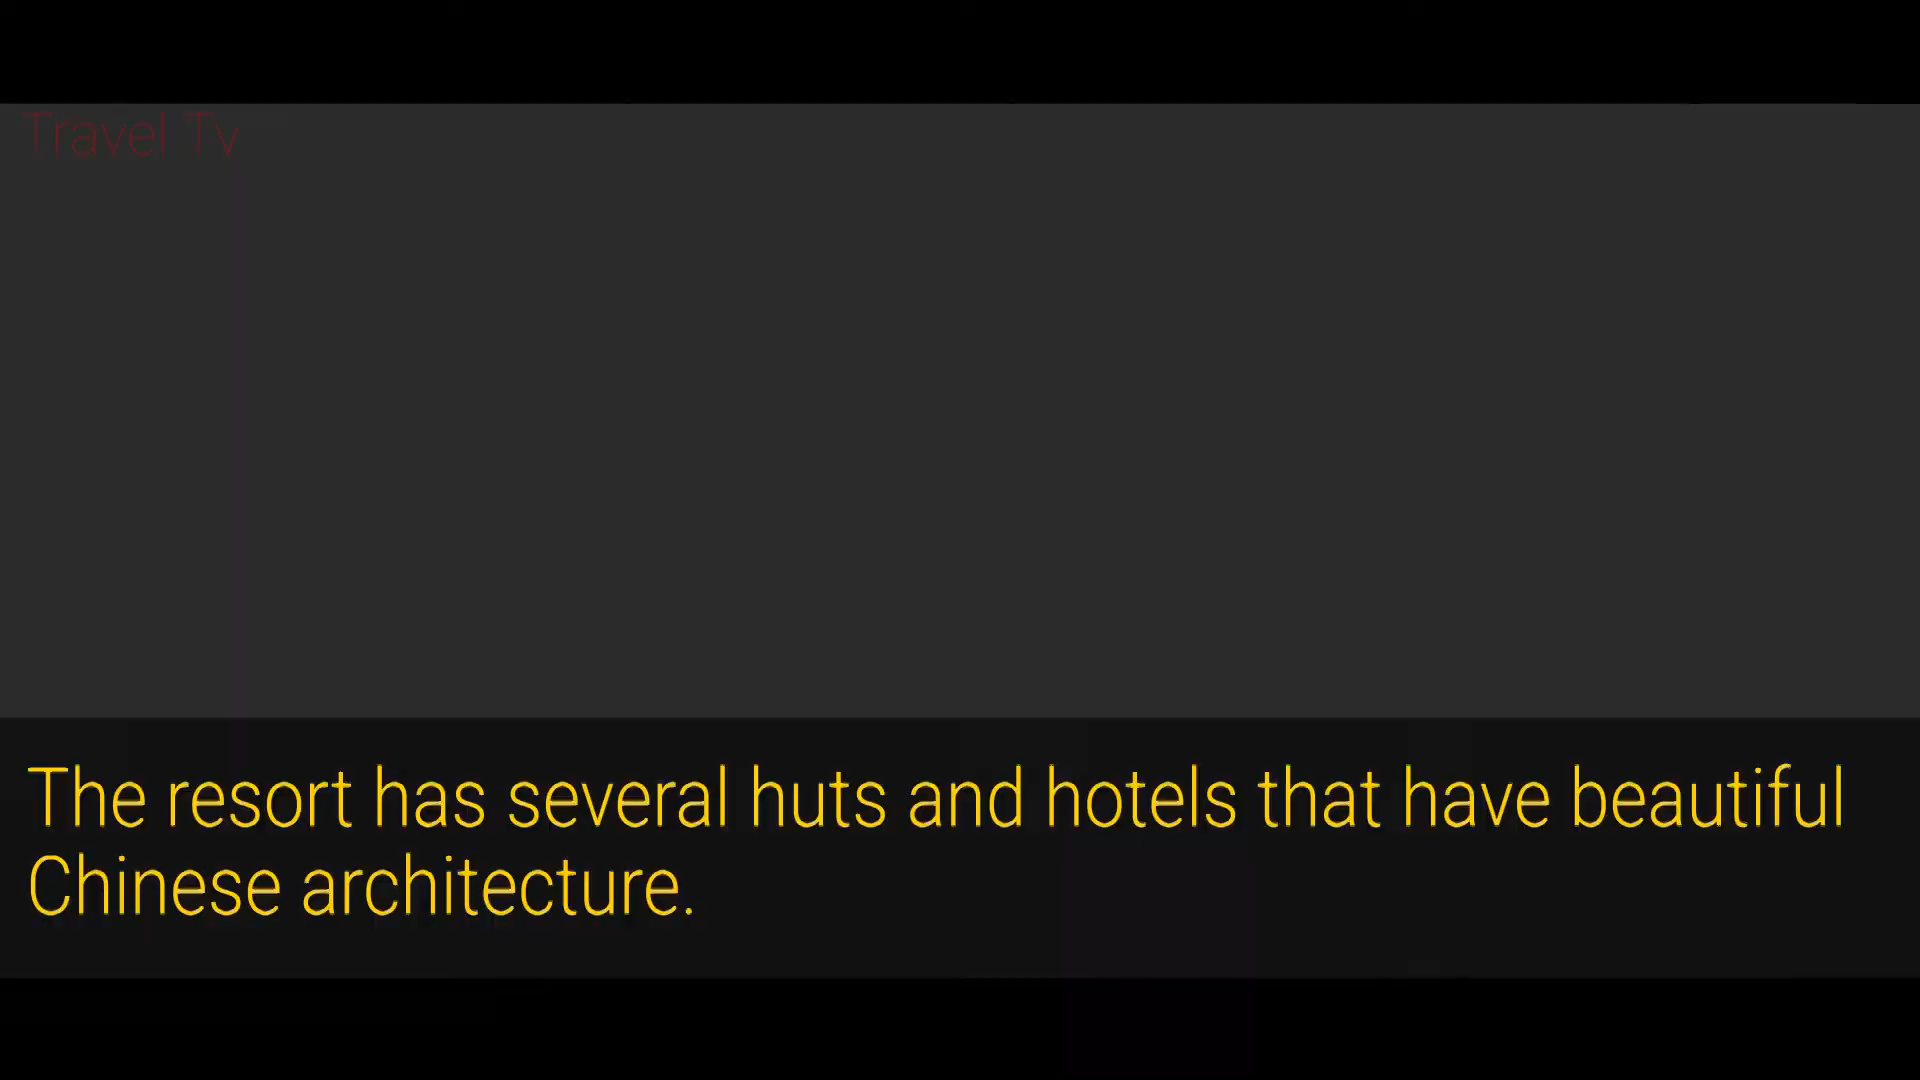 Travel Tv
The resort has several huts and hotels that have beautiful
Chinese architecture.